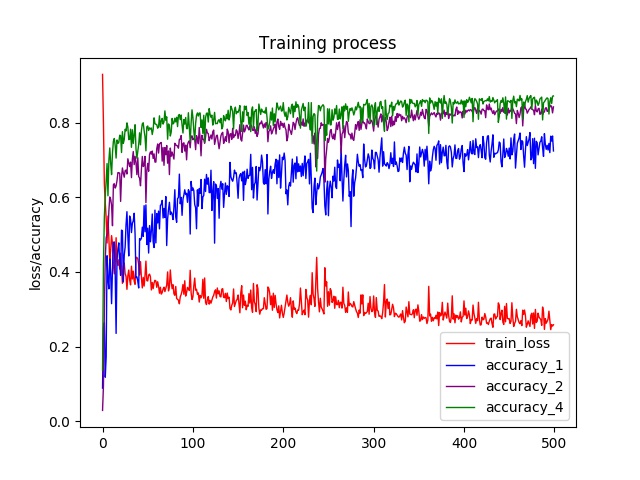 Training process
loss/accuracy
0.8
0.6
0.4
0.2
0.0
0 100 200 300 400 500
train_loss
accuracy_1
accuracy_2
accuracy_4